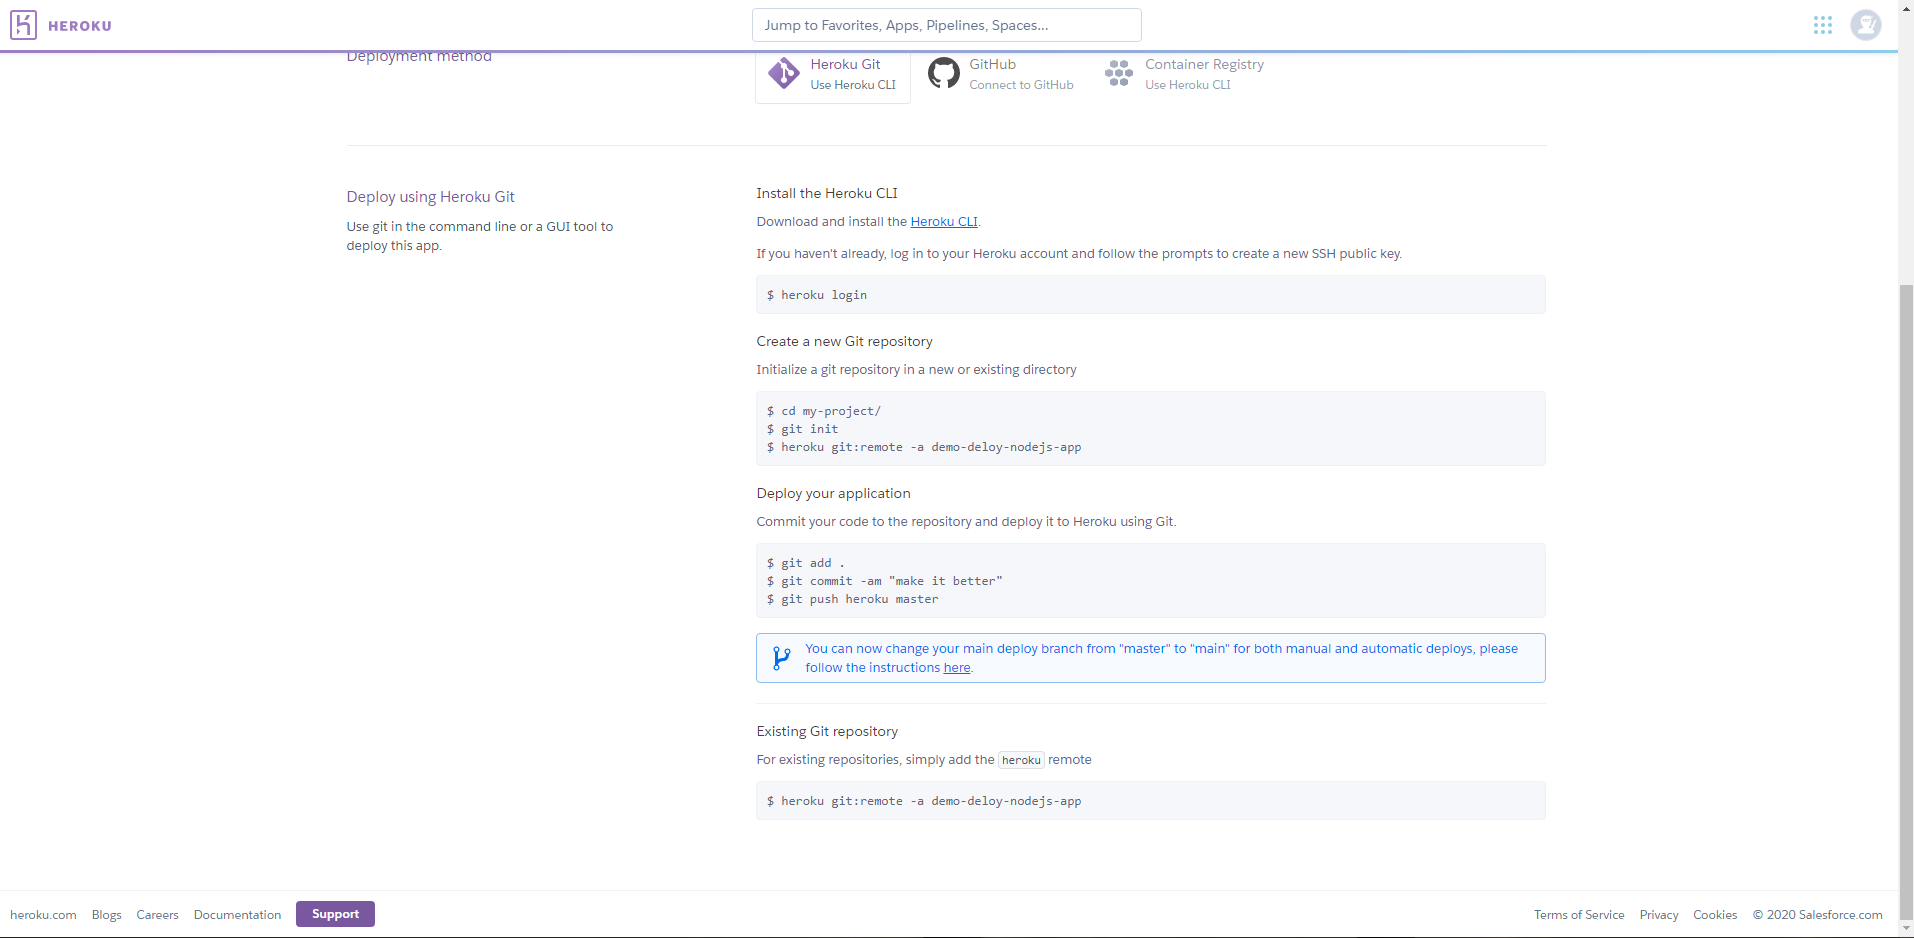 HEROKU
Jump to Favorites, Apps, Pipelines, Spaces...
Deployment method
Heroku Git
Use Heroku CLI
GitHub
Connect to GitHub
Container Registry
Use Heroku CLI
Deploy using Heroku Git
Use git in the command line or a GUI tool to
deploy this app.
Install the Heroku CLI
Download and install the Heroku CLI.
If you haven't already, log in to your Heroku account and follow the prompts to create a new SSH public key.
$ heroku login
Create a new Git repository
Initialize a git repository in a new or existing directory
$ cd my-project/
$ git init
$ heroku git:remote -a demo-deloy-nodejs-app
Deploy your application
Commit your code to the repository and deploy it to Heroku using Git.
$ git add .
$ git commit -am "make it better"
$ git push heroku master
You can now change your main deploy branch from "master" to "main" for both manual and automatic deploys, please
follow the instructions here.
Existing Git repository
For existing repositories, simply add the heroku remote
$ heroku git:remote -a demo-deloy-nodejs-app
heroku.com Blogs Careers Documentation Support Terms of Service Privacy Cookies © 2020 Salesforce.com